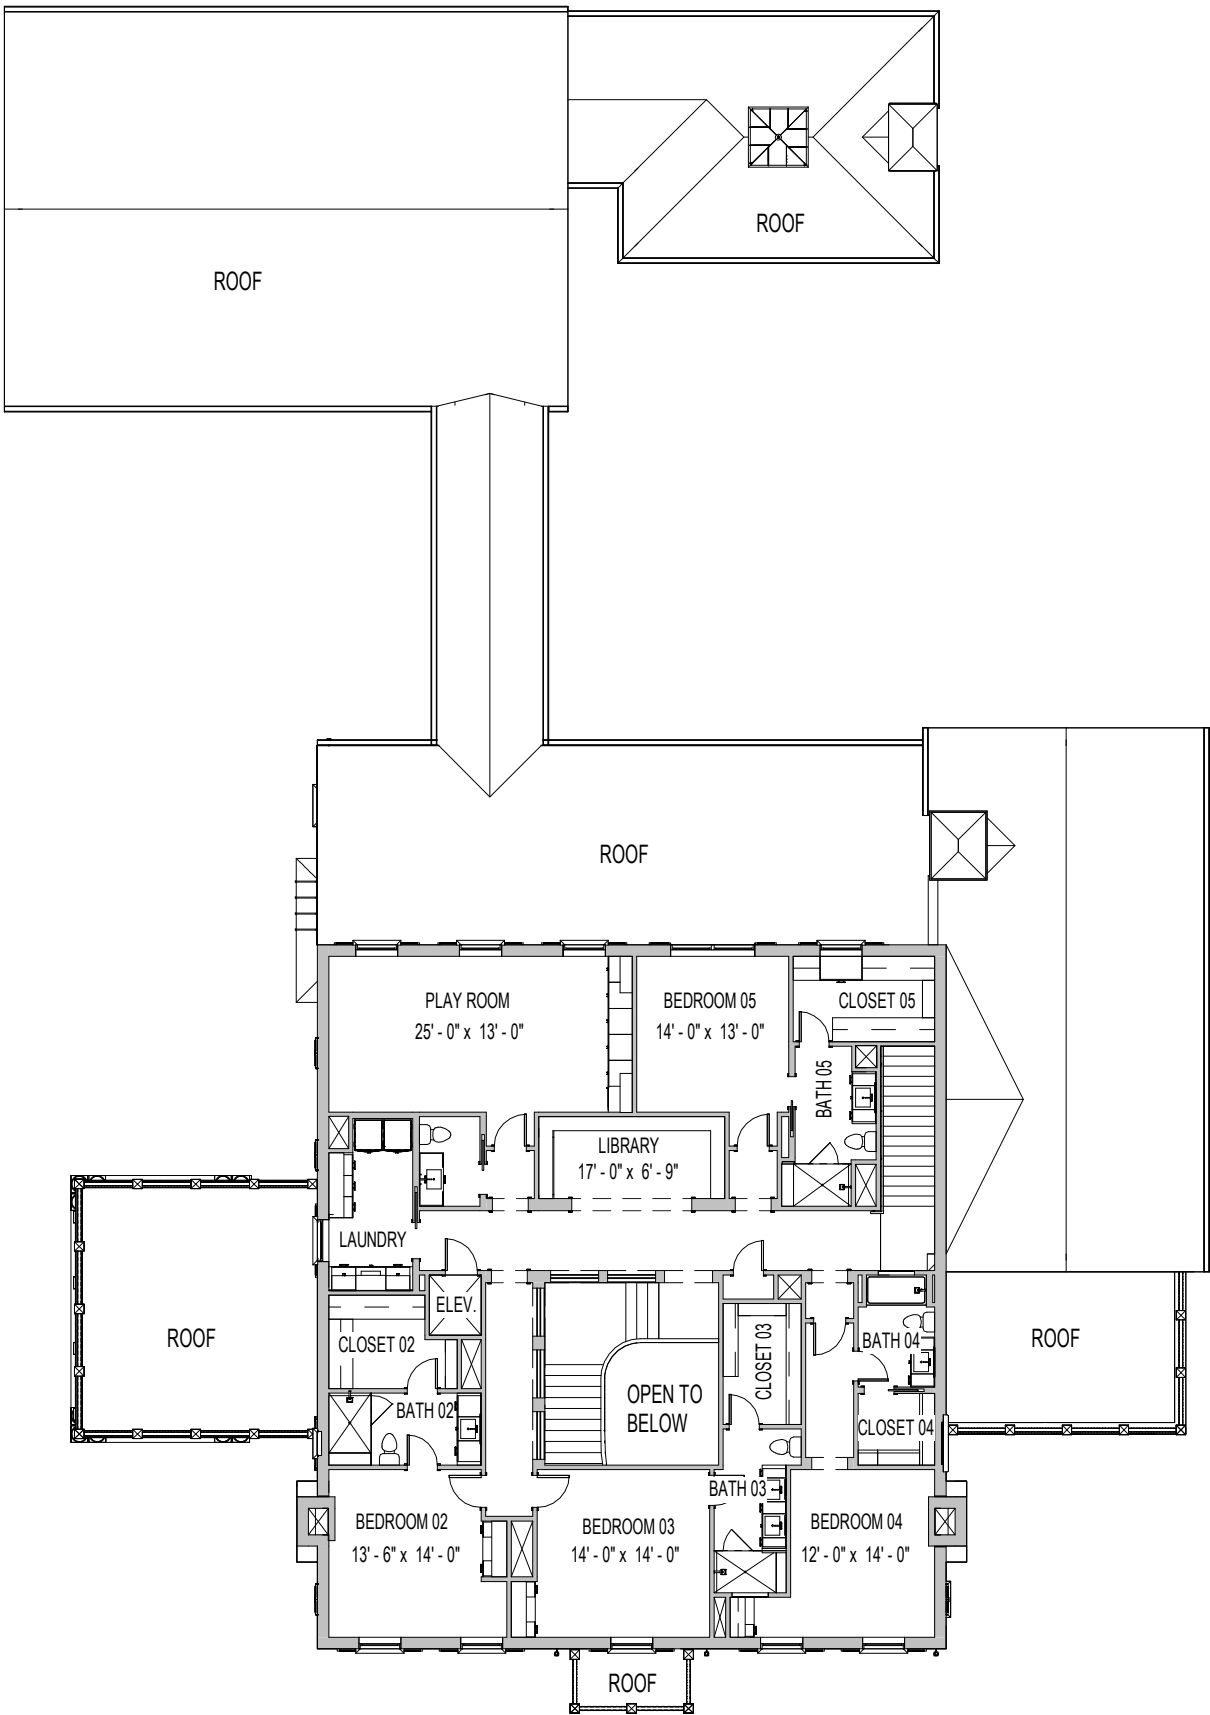 ROOF
ROOF
ROOF
PLAY ROOM
25' - 0" x 13' - 0"
BEDROOM 05
14' - 0" x 13' - 0"
CLOSET 05
BATH 05
LIBRARY
17' - 0" x 6' - 9"
LAUNDRY
ELEV.
CLOSET 02
ROOF
BATH 02
OPEN TO
BELOW
CLOSET 03
BATH 04
ROOF
CLOSET 04
BATH 03
BEDROOM 02
13' - 6" x 14' - 0"
BEDROOM 03
14' - 0" x 14' - 0"
BEDROOM 04
12' - 0" x 14' - 0"
ROOF